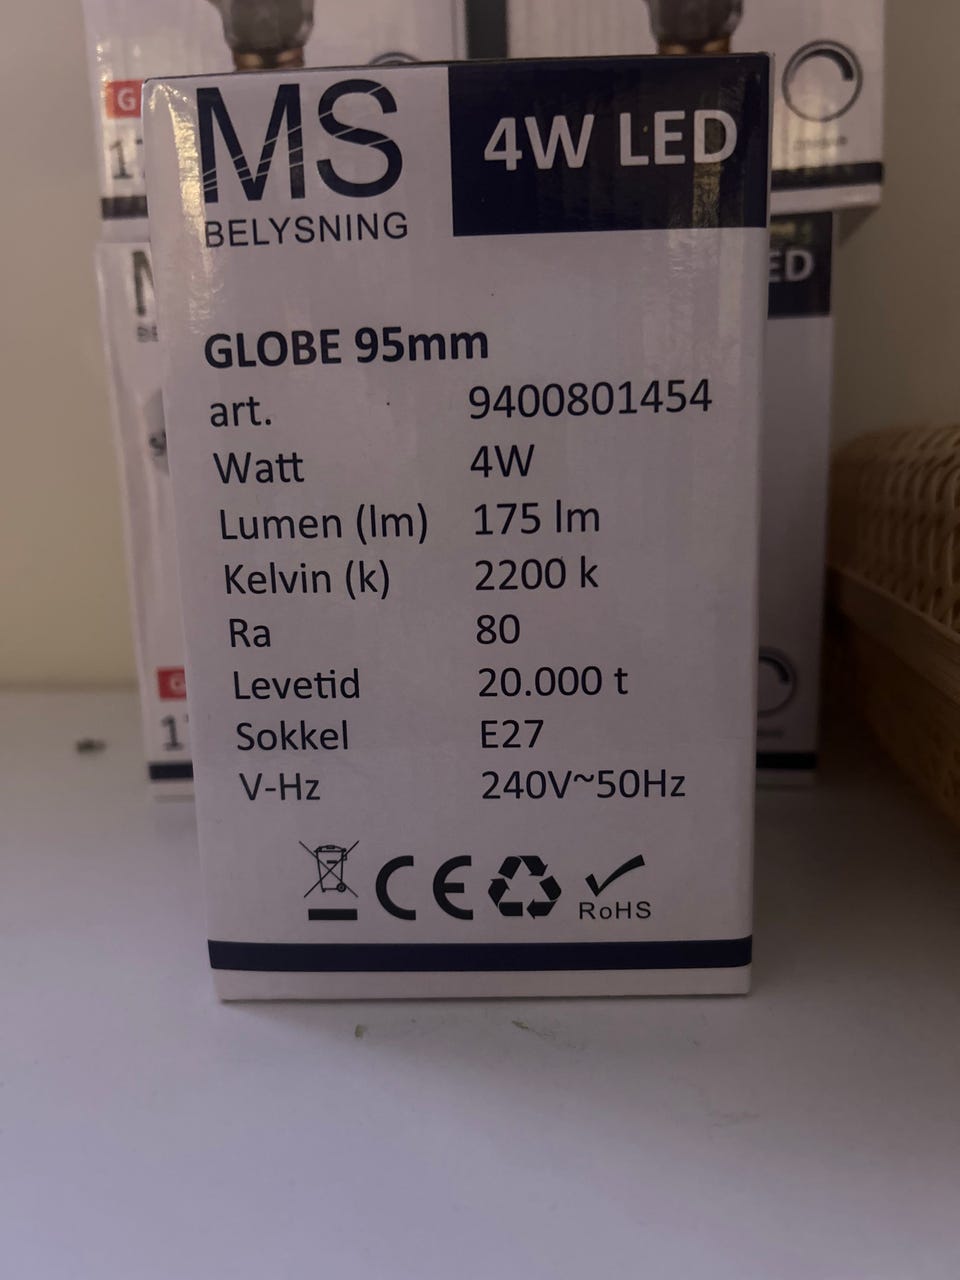 MS
BELYSNING
4W LED
GLOBE 95mm
art. 9400801454
Watt 4W
Lumen (lm) 175 lm
Kelvin (k) 2200 k
Ra 80
Levetid 20.000 t
Sokkel E27
V-Hz 240V~50Hz
CE
RoHS
G
ED